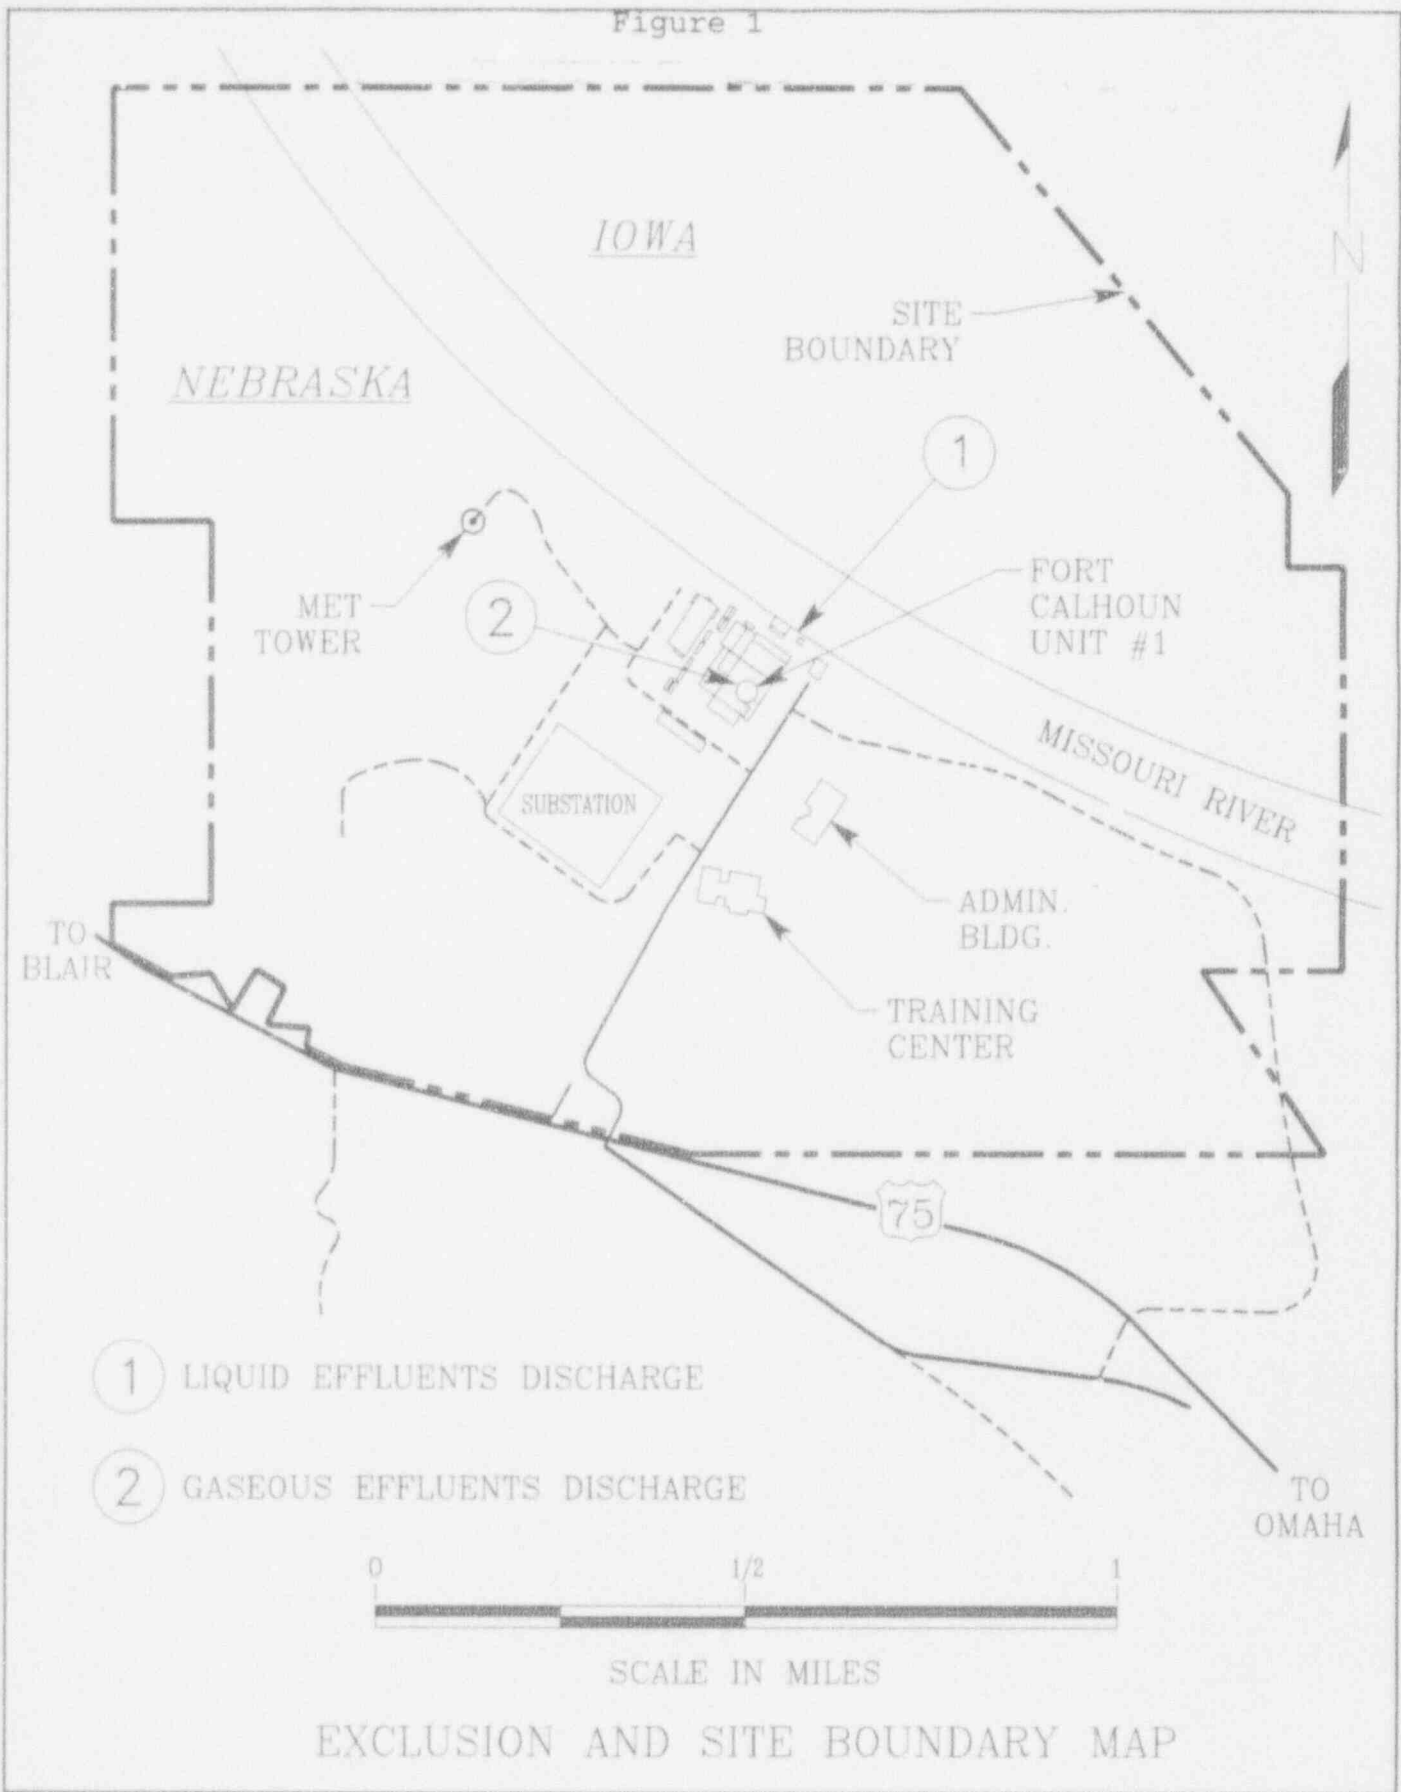 Figure 1
IOWA
N
SITE
BOUNDARY
NEBRASKA
1
MET
TOWER
2
FORT
CALHOUN
UNIT #1
MISSOURI RIVER
SUBSTATION
ADMIN.
BLDG.
TO
BLAIR
TRAINING
CENTER
75
1 LIQUID EFFLUENTS DISCHARGE
2 GASEOUS EFFLUENTS DISCHARGE
TO
OMAHA
0 1/2 1
SCALE IN MILES
EXCLUSION AND SITE BOUNDARY MAP